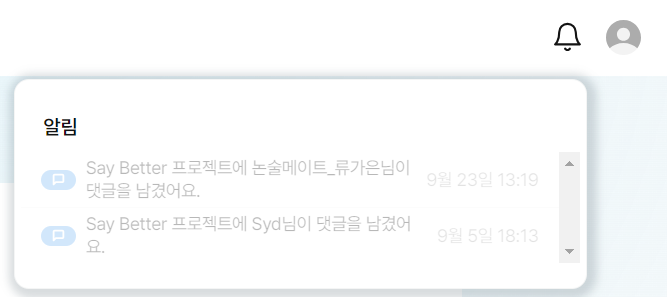 알림
Say Better 프로젝트에 논술메이트_류가은님이
댓글을 남겼어요.
9월 23일 13:19
Say Better 프로젝트에 Syd님이 댓글을 남겼어
요.
9월 5일 18:13